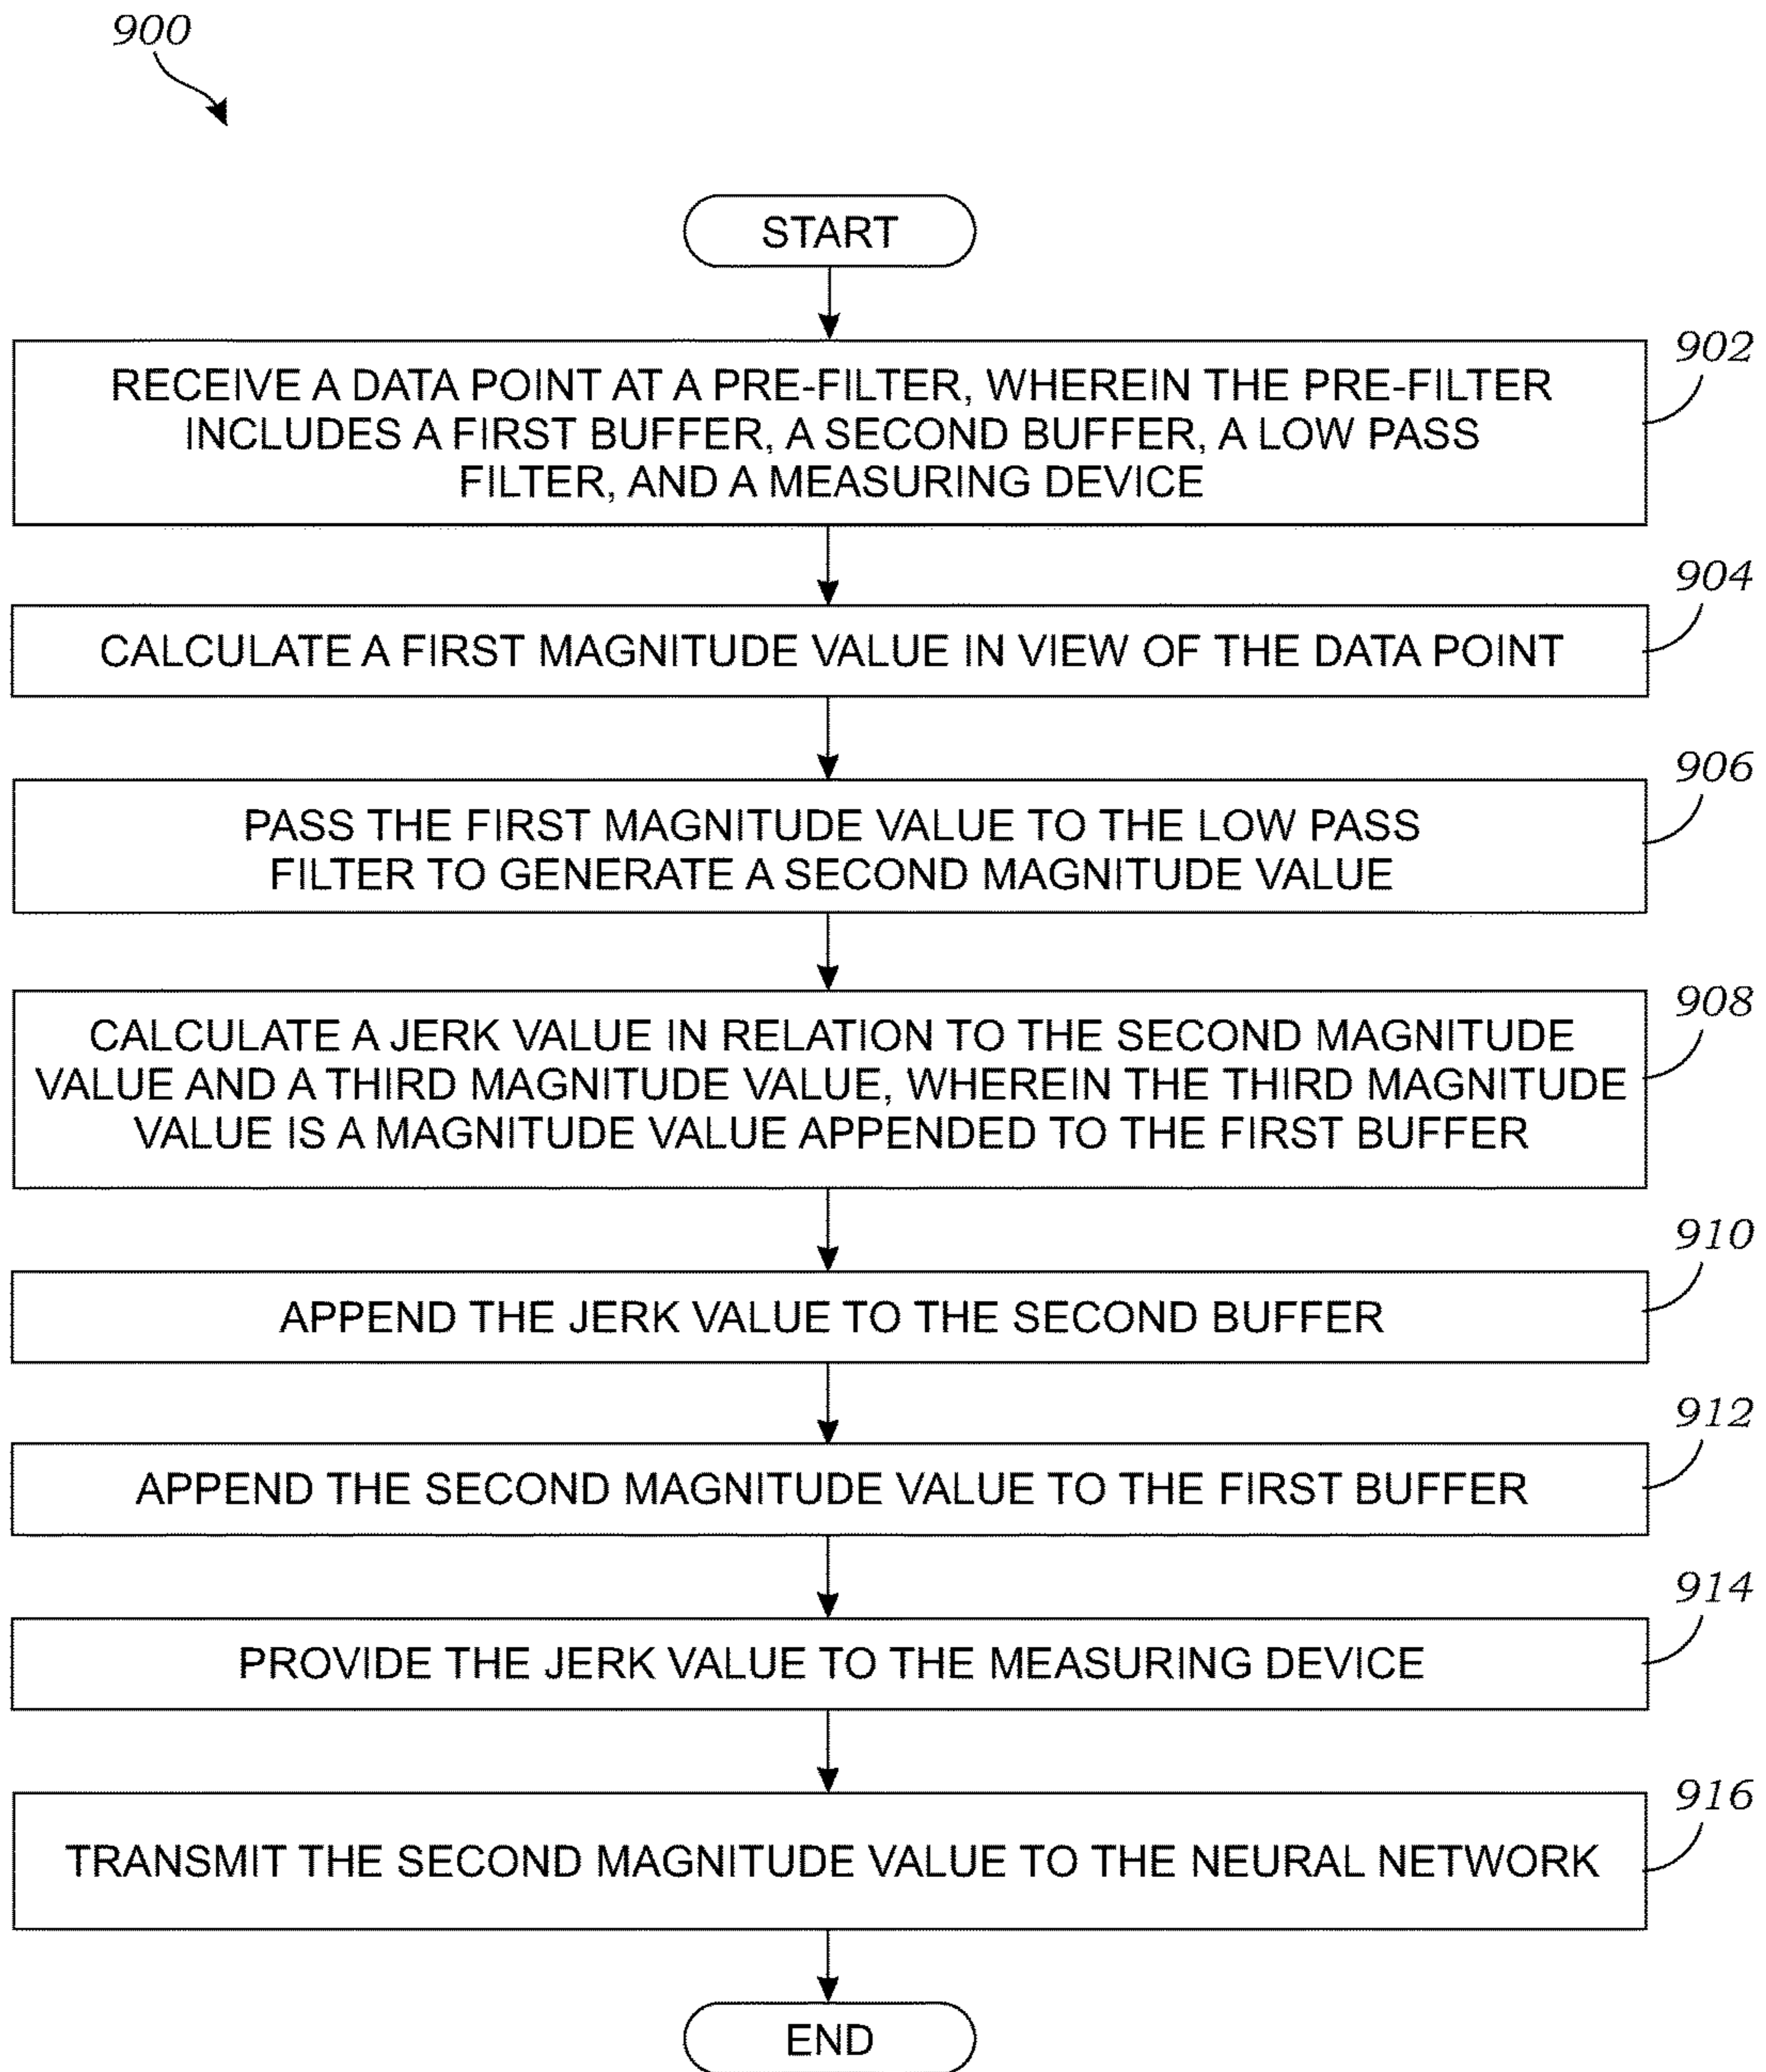 900
START
902
RECEIVE A DATA POINT AT A PRE-FILTER, WHEREIN THE PRE-FILTER
INCLUDES A FIRST BUFFER, A SECOND BUFFER, A LOW PASS
FILTER, AND A MEASURING DEVICE
904
CALCULATE A FIRST MAGNITUDE VALUE IN VIEW OF THE DATA POINT
906
PASS THE FIRST MAGNITUDE VALUE TO THE LOW PASS
FILTER TO GENERATE A SECOND MAGNITUDE VALUE
908
CALCULATE A JERK VALUE IN RELATION TO THE SECOND MAGNITUDE
VALUE AND A THIRD MAGNITUDE VALUE, WHEREIN THE THIRD MAGNITUDE
VALUE IS A MAGNITUDE VALUE APPENDED TO THE FIRST BUFFER
910
APPEND THE JERK VALUE TO THE SECOND BUFFER
912
APPEND THE SECOND MAGNITUDE VALUE TO THE FIRST BUFFER
914
PROVIDE THE JERK VALUE TO THE MEASURING DEVICE
916
TRANSMIT THE SECOND MAGNITUDE VALUE TO THE NEURAL NETWORK
END